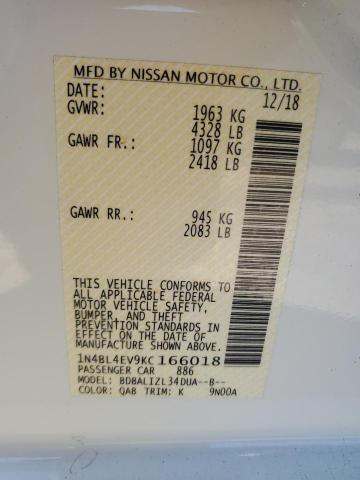 MFD BY NISSAN MOTOR CO., LTD.
DATE: 12/18
GVWR: 1963 KG
4328 LB
GAWR FR.: 1097 KG
2418 LB
GAWR RR.: 945 KG
2083 LB
THIS VEHICLE CONFORMS TO
ALL APPLICABLE FEDERAL
MOTOR VEHICLE SAFETY,
BUMPER, AND THEFT
PREVENTION STANDARDS
IN EFFECT ON THE DATE OF
MANUFACTURE SHOWN ABOVE.
1N4BL4EV9KC166018
PASSENGER CAR 886
MODEL: BDBALIZL34DUA--B--
COLOR: QAB TRIM: K 9N00A